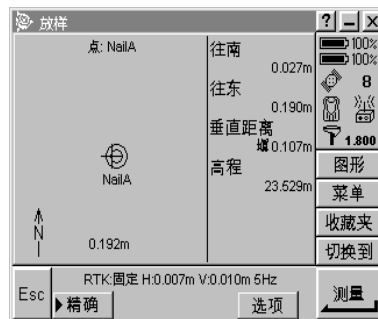 放样
? _ ×
点: NailA
往南
0.027m
往东
0.190m
垂直距离
填 0.107m
高程
23.529m
NailA
N
0.192m
100%
100%
8
1.800
图形
菜单
收藏夹
切换到
RTK:固定 H:0.007m V:0.010m 5Hz
Esc
精确
选项
测量